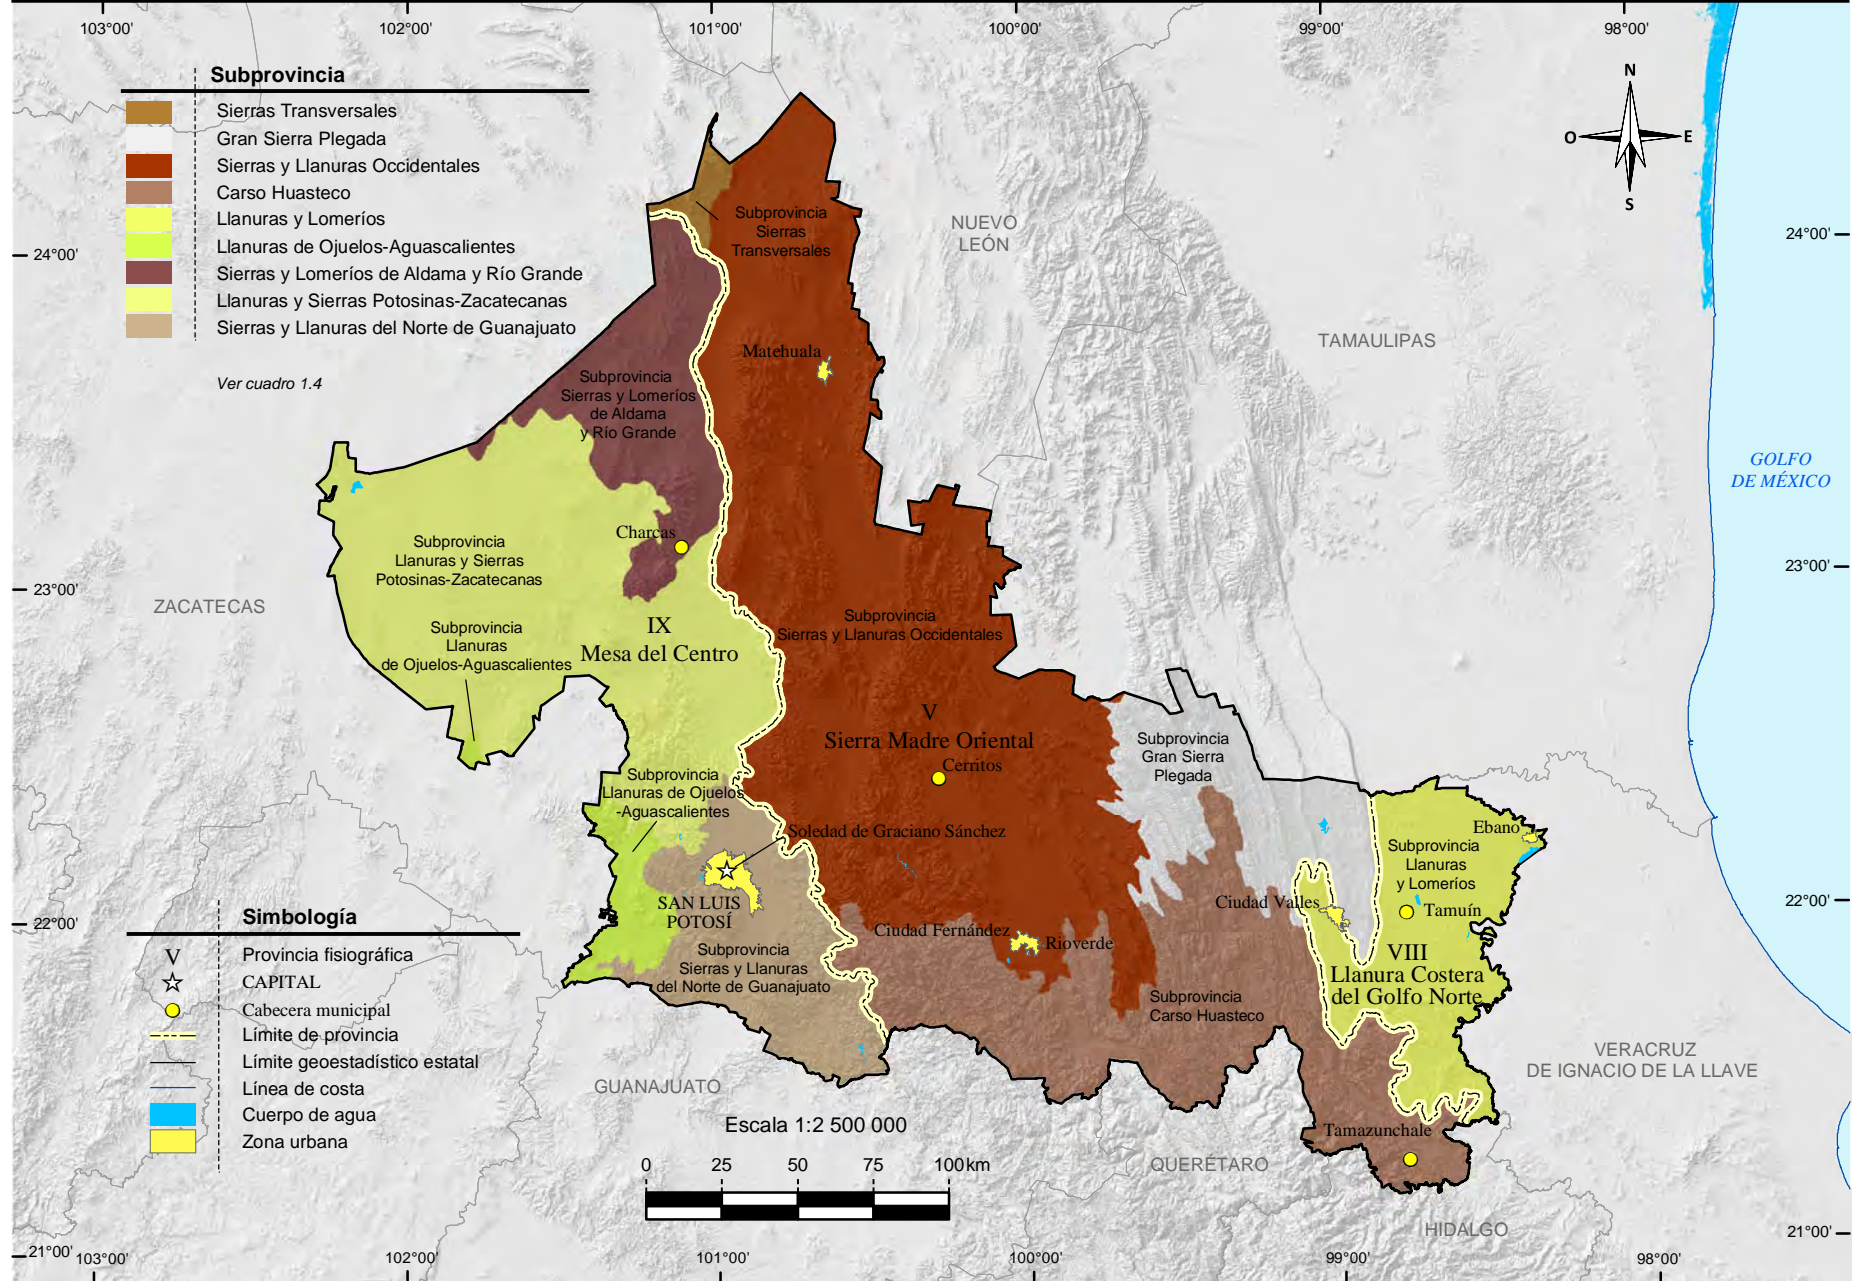 103°00'
102°00'
101°00'
100°00'
99°00'
98°00'
Subprovincia
Sierras Transversales
Gran Sierra Plegada
Sierras y Llanuras Occidentales
Carso Huasteco
Llanuras y Lomeríos
Llanuras de Ojuelos-Aguascalientes
Sierras y Lomeríos de Aldama y Río Grande
Llanuras y Sierras Potosinas-Zacatecanas
Sierras y Llanuras del Norte de Guanajuato
Ver cuadro 1.4
N
O
E
S
24°00'
24°00'
Subprovincia
Sierras
Transversales
NUEVO
LEÓN
TAMAULIPAS
Matehuala
Subprovincia
Sierras y Lomeríos
de Aldama
y Río Grande
GOLFO
DE MÉXICO
Charcas
Subprovincia
Llanuras y Sierras
Potosinas-Zacatecanas
23°00'
23°00'
ZACATECAS
Subprovincia
Llanuras
de Ojuelos-Aguascalientes
IX
Mesa del Centro
Subprovincia
Sierras y Llanuras Occidentales
V
Sierra Madre Oriental
Cerritos
Subprovincia
Gran Sierra
Plegada
Subprovincia
Llanuras de Ojuelos
-Aguascalientes
Soledad de Graciano Sánchez
Ebano
Subprovincia
Llanuras
y Lomeríos
SAN LUIS
POTOSÍ
Ciudad Valles
Tamuín
22°00'
22°00'
Ciudad Fernández
Rioverde
Subprovincia
Sierras y Llanuras
del Norte de Guanajuato
VIII
Llanura Costera
del Golfo Norte
Subprovincia
Carso Huasteco
Simbología
V
Provincia fisiográfica
CAPITAL
Cabecera municipal
Límite de provincia
Límite geoestadístico estatal
Línea de costa
Cuerpo de agua
Zona urbana
GUANAJUATO
VERACRUZ
DE IGNACIO DE LA LLAVE
Escala 1:2 500 000
0
25
50
75
100km
Tamazunchale
QUERÉTARO
HIDALGO
21°00'
21°00'
103°00'
102°00'
101°00'
100°00'
99°00'
98°00'